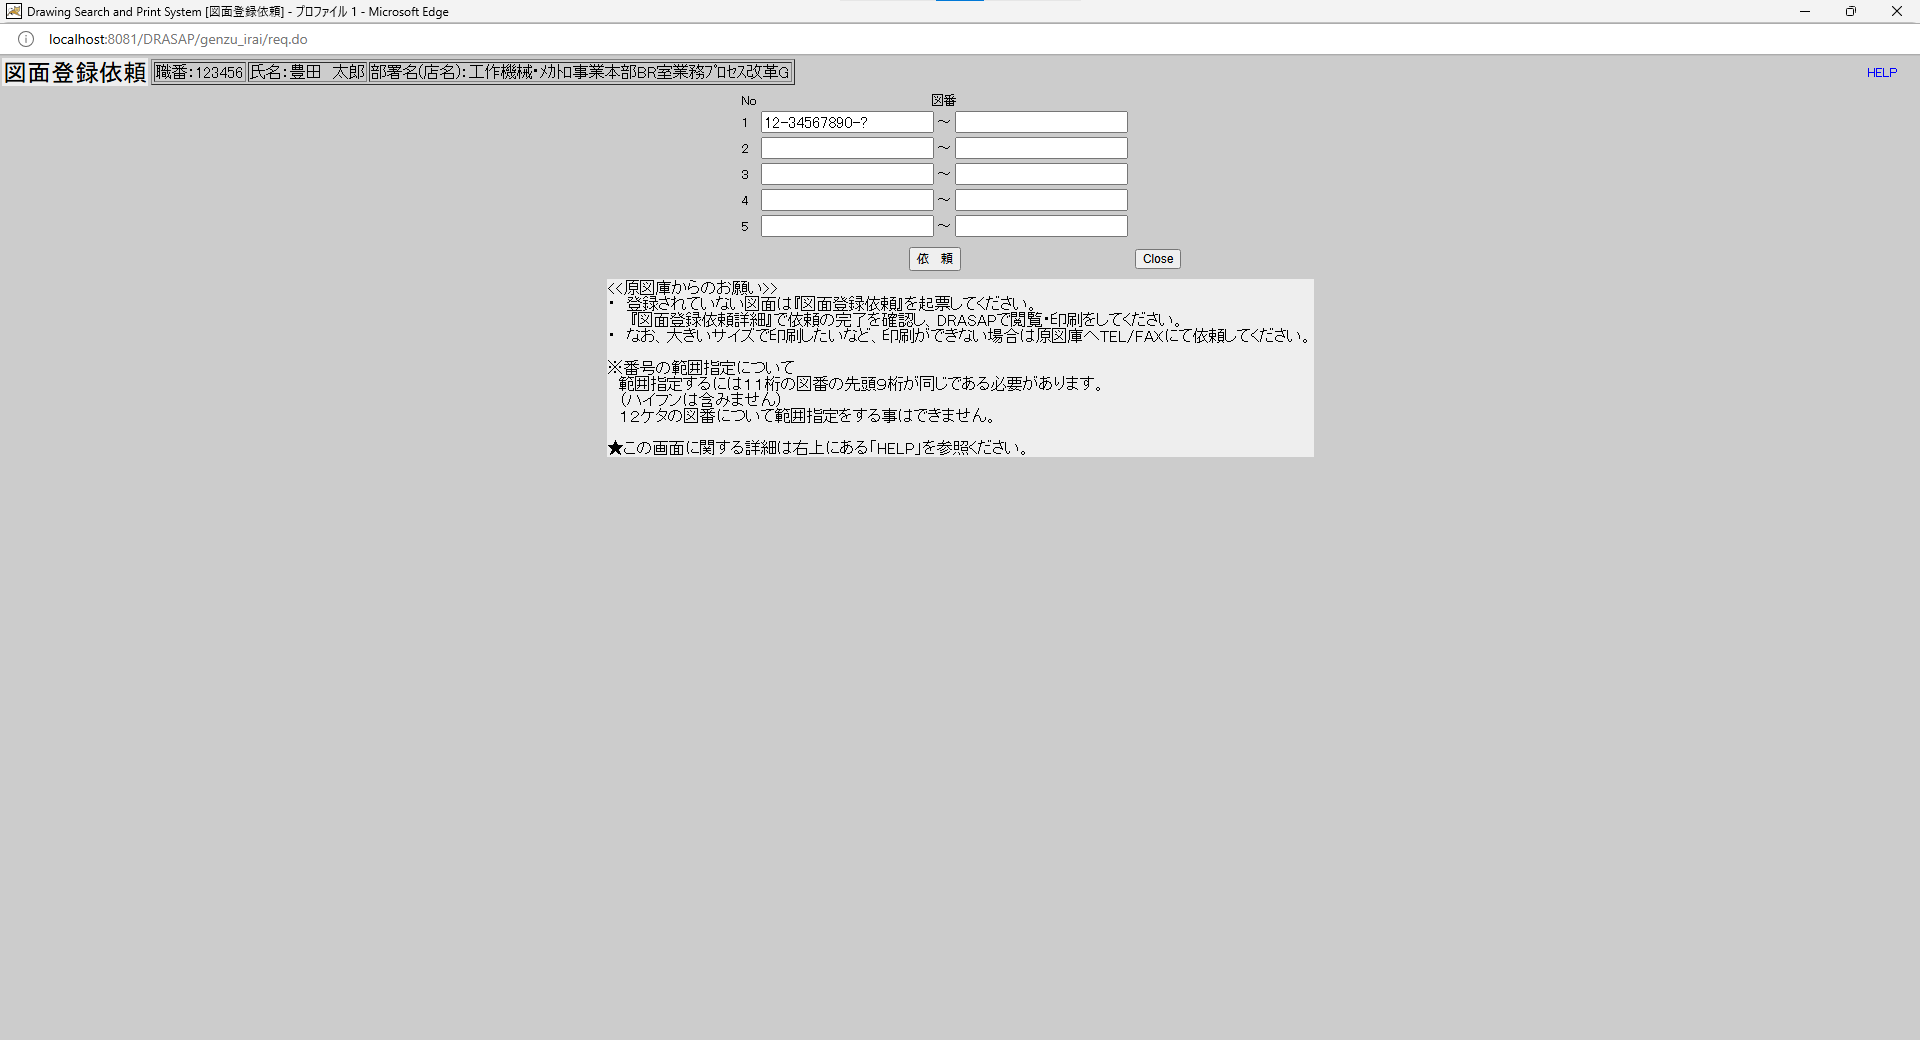 Drawing Search and Print System [図面登録依頼] - プロファイル 1 - Microsoft Edge
localhost:8081/DRASAP/genzu_irai/req.do
図面登録依頼 職番：123456 氏名：豊田　太郎 部署名(店名)：工作機械・ﾒｶﾄﾛ事業本部BR室業務ﾌﾟﾛｾｽ改革G HELP
No 図番
1 12-34567890-? ～
2 ～
3 ～
4 ～
5 ～
依　頼 Close
<<原図庫からのお願い>>
・ 登録されていない図面は『図面登録依頼』を起票してください。
『図面登録依頼詳細』で依頼の完了を確認し、DRASAPで閲覧・印刷をしてください。
・ なお、大きいサイズで印刷したいなど、印刷ができない場合は原図庫へTEL/FAXにて依頼してください。
※番号の範囲指定について
範囲指定するには１１桁の図番の先頭９桁が同じである必要があります。
（ハイフンは含みません）
１２ケタの図番について範囲指定をする事はできません。
★この画面に関する詳細は右上にある「HELP」を参照ください。